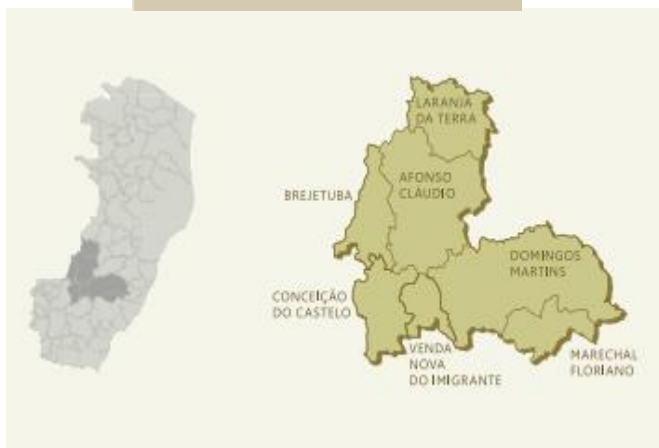 LARANJA
DA TERRA
AFONSO
CLÁUDIO
BREJETUBA
DOMINGOS
MARTINS
CONCEIÇÃO
DO CASTELO
VENDA
NOVA
DO IMIGRANTE
MARECHAL
FLORIANO